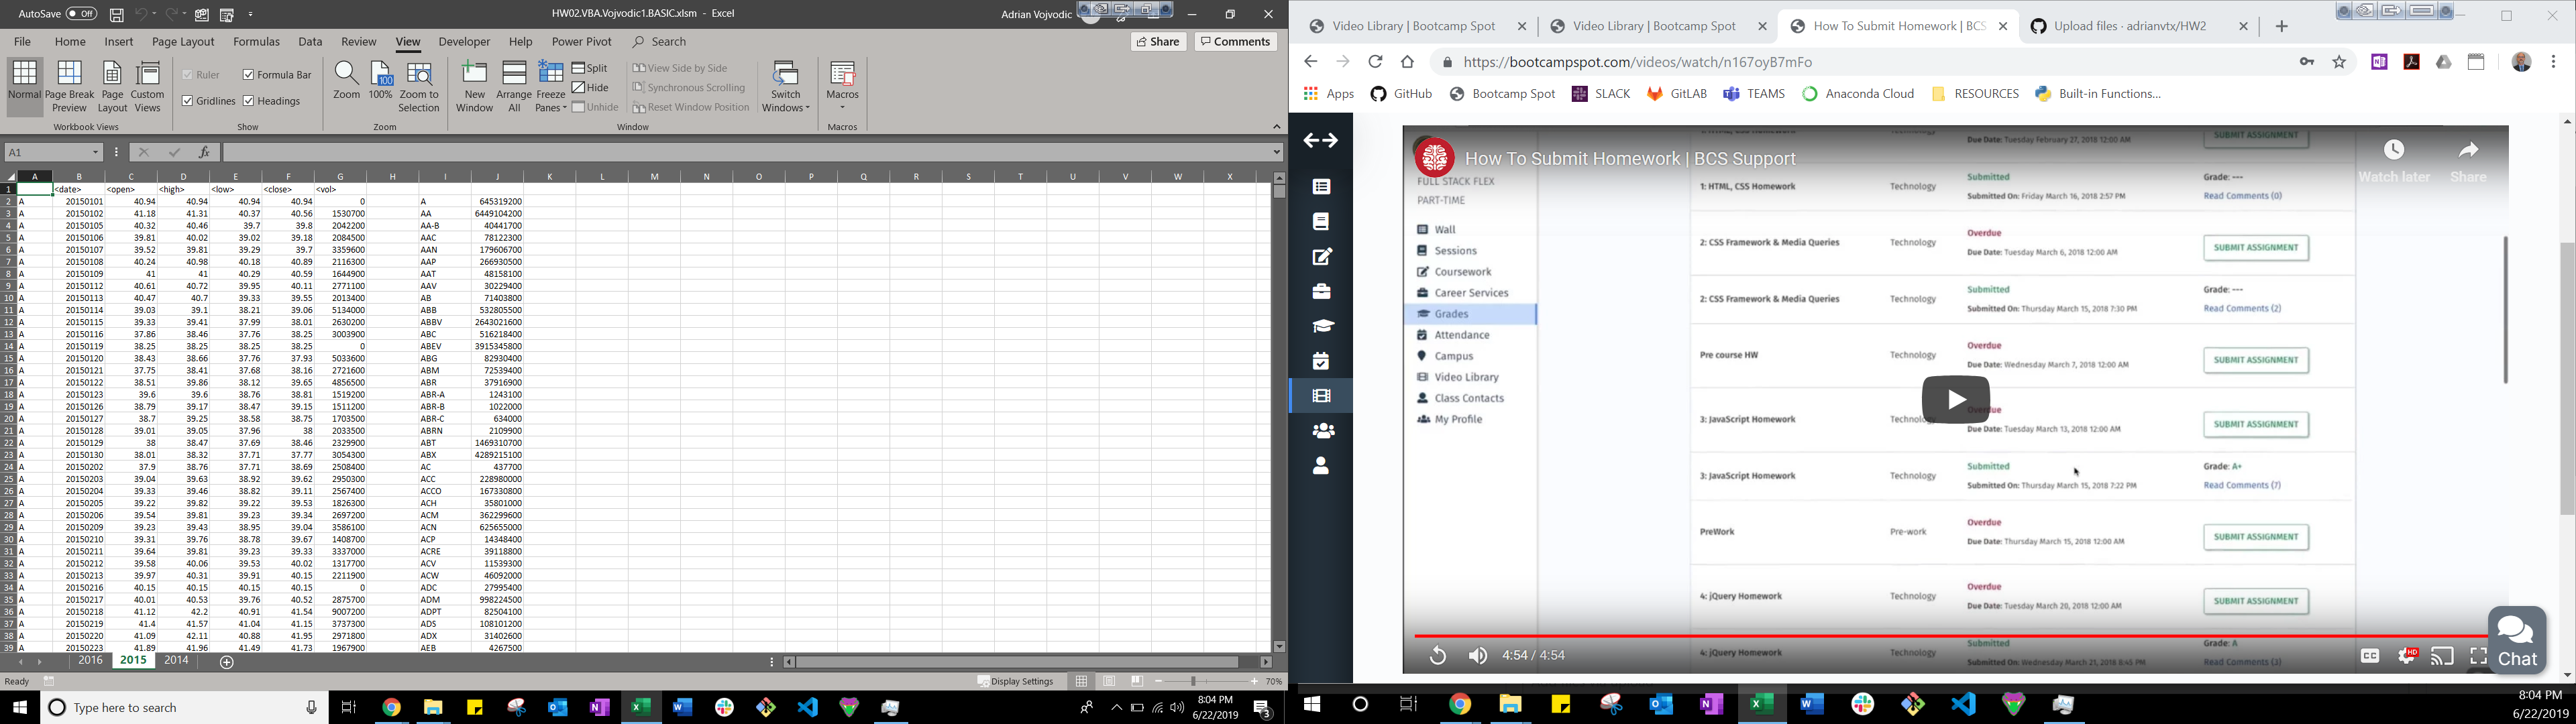 AutoSave Off HW02.VBA.Vojvodic1.BASIC.xlsm - Excel Adrian Vojvodic
File Home Insert Page Layout Formulas Data Review View Developer Help Power Pivot Search Share Comments
Normal Page Break Preview Page Layout Custom Views
Workbook Views
Ruler Formula Bar
Gridlines Headings
Show
Zoom 100% Zoom to Selection
Zoom
New Window Arrange All Freeze Panes
Split
Hide
Unhide
View Side by Side
Synchronous Scrolling
Reset Window Position
Switch Windows
Window
Macros
Macros
A1 fx
A B C D E F G H I J K L M N O P Q R S T U V W X
1 <date> <open> <high> <low> <close> <vol>
2 A 20150101 40.94 40.94 40.94 40.94 0 A 645319200
3 A 20150102 41.18 41.31 40.37 40.56 1530700 AA 6449104200
4 A 20150105 40.32 40.46 39.7 39.8 2042200 AA-B 40441700
5 A 20150106 39.81 40.02 39.02 39.18 2084500 AAC 78122300
6 A 20150107 39.52 39.81 39.29 39.7 3359600 AAN 179606700
7 A 20150108 40.24 40.98 40.18 40.89 2116300 AAP 266930500
8 A 20150109 41 41 40.29 40.59 1644900 AAT 48158100
9 A 20150112 40.61 40.72 39.95 40.11 2771100 AAV 30229400
10 A 20150113 40.47 40.7 39.33 39.55 2013400 AB 71403800
11 A 20150114 39.03 39.1 38.21 39.06 5134000 ABB 532805500
12 A 20150115 39.33 39.41 37.99 38.01 2630200 ABBV 2643021600
13 A 20150116 37.86 38.46 37.76 38.25 3003900 ABC 516218400
14 A 20150119 38.25 38.25 38.25 38.25 0 ABEV 3915345800
15 A 20150120 38.43 38.66 37.76 37.93 5033600 ABG 82930400
16 A 20150121 37.75 38.41 37.68 38.16 2721600 ABM 72539400
17 A 20150122 38.51 39.86 38.12 39.65 4856500 ABR 37916900
18 A 20150123 39.6 39.6 38.76 38.81 1519200 ABR-A 1243100
19 A 20150126 38.79 39.17 38.47 39.15 1511200 ABR-B 1022000
20 A 20150127 38.7 39.25 38.58 38.75 1703500 ABR-C 634000
21 A 20150128 39.01 39.05 37.96 38 2033500 ABRN 2109900
22 A 20150129 38 38.47 37.69 38.46 2329900 ABT 1469310700
23 A 20150130 38.01 38.32 37.71 37.77 3054300 ABX 4289215100
24 A 20150202 37.9 38.76 37.71 38.69 2508400 AC 437700
25 A 20150203 39.04 39.63 38.92 39.62 2950300 ACC 228980000
26 A 20150204 39.33 39.46 38.82 39.11 2567400 ACCO 167330800
27 A 20150205 39.22 39.82 39.22 39.53 1826300 ACH 35801000
28 A 20150206 39.54 39.81 39.23 39.34 2697200 ACM 362299600
29 A 20150209 39.23 39.43 38.95 39.04 3586100 ACN 625655000
30 A 20150210 39.31 39.76 38.78 39.67 1408700 ACP 14348400
31 A 20150211 39.64 39.81 39.23 39.33 3337000 ACRE 39118800
32 A 20150212 39.58 40.06 39.53 40.02 1317700 ACV 11539300
33 A 20150213 39.97 40.31 39.91 40.15 2211900 ACW 46092000
34 A 20150216 40.15 40.15 40.15 40.15 0 ADC 27995400
35 A 20150217 40.01 40.53 39.76 40.52 2875700 ADM 998224500
36 A 20150218 41.12 42.2 40.91 41.54 9007200 ADPT 82504100
37 A 20150219 41.4 41.57 41.04 41.15 3737300 ADS 108101200
38 A 20150220 41.09 42.11 40.88 41.95 2971800 ADX 31402600
39 A 20150223 41.89 41.96 41.49 41.73 1967900 AEB 4267500
2016 2015 2014
Ready Display Settings 70%
Type here to search 8:04 PM
6/22/2019 3
Video Library | Bootcamp Spot Video Library | Bootcamp Spot How To Submit Homework | BCS Upload files · adrianvtx/HW2
https://bootcampspot.com/videos/watch/n167oyB7mFo
Apps GitHub Bootcamp Spot SLACK GitLAB TEAMS Anaconda Cloud RESOURCES Built-in Functions...
How To Submit Homework | BCS Support
Watch later Share
FULL STACK FLEX
PART-TIME
Wall
Sessions
Coursework
Career Services
Grades
Attendance
Campus
Video Library
Class Contacts
My Profile
Due Date: Tuesday February 27, 2018 12:00 AM SUBMIT ASSIGNMENT
1: HTML, CSS Homework Technology Submitted Grade: ---
Submitted On: Friday March 16, 2018 2:57 PM Read Comments (0)
2: CSS Framework & Media Queries Technology Overdue
Due Date: Tuesday March 6, 2018 12:00 AM SUBMIT ASSIGNMENT
2: CSS Framework & Media Queries Technology Submitted Grade: ---
Submitted On: Thursday March 15, 2018 7:30 PM Read Comments (2)
Pre course HW Technology Overdue
Due Date: Wednesday March 7, 2018 12:00 AM SUBMIT ASSIGNMENT
3: JavaScript Homework Technology Overdue
Due Date: Tuesday March 13, 2018 12:00 AM SUBMIT ASSIGNMENT
3: JavaScript Homework Technology Submitted Grade: A+
Submitted On: Thursday March 15, 2018 7:22 PM Read Comments (7)
PreWork Pre-work Overdue
Due Date: Thursday March 15, 2018 12:00 AM SUBMIT ASSIGNMENT
4: jQuery Homework Technology Overdue
Due Date: Tuesday March 20, 2018 12:00 AM SUBMIT ASSIGNMENT
4: jQuery Homework Technology Submitted Grade: A
Submitted On: Wednesday March 21, 2018 8:45 PM Read Comments (3)
4:54 / 4:54 CC HD
Chat
8:04 PM
6/22/2019